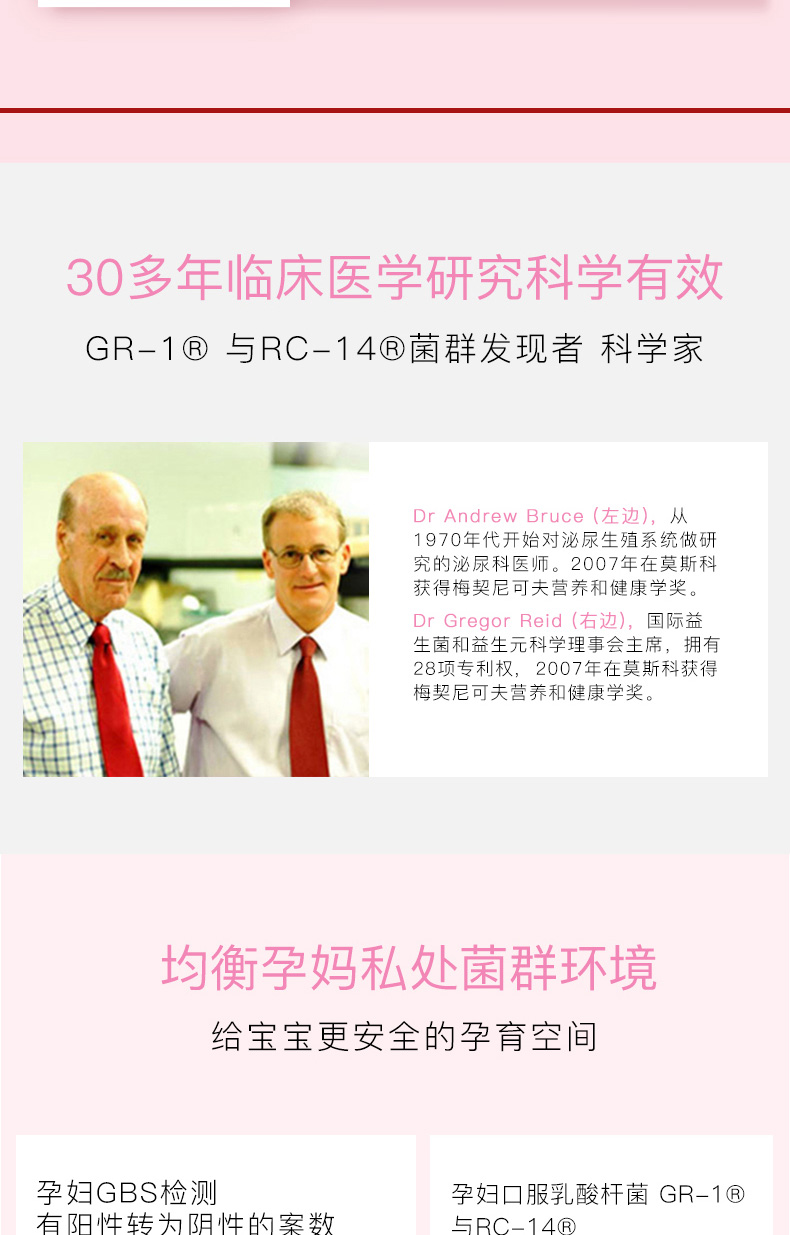 30多年临床医学研究科学有效
GR-1® 与RC-14®菌群发现者 科学家
Dr Andrew Bruce (左边)，从
1970年代开始对泌尿生殖系统做研
究的泌尿科医师。2007年在莫斯科
获得梅契尼可夫营养和健康学奖。
Dr Gregor Reid (右边)，国际益
生菌和益生元科学理事会主席，拥有
28项专利权，2007年在莫斯科获得
梅契尼可夫营养和健康学奖。
均衡孕妈私处菌群环境
给宝宝更安全的孕育空间
孕妇GBS检测
有阳性转为阴性的案数
孕妇口服乳酸杆菌 GR-1®
与RC-14®